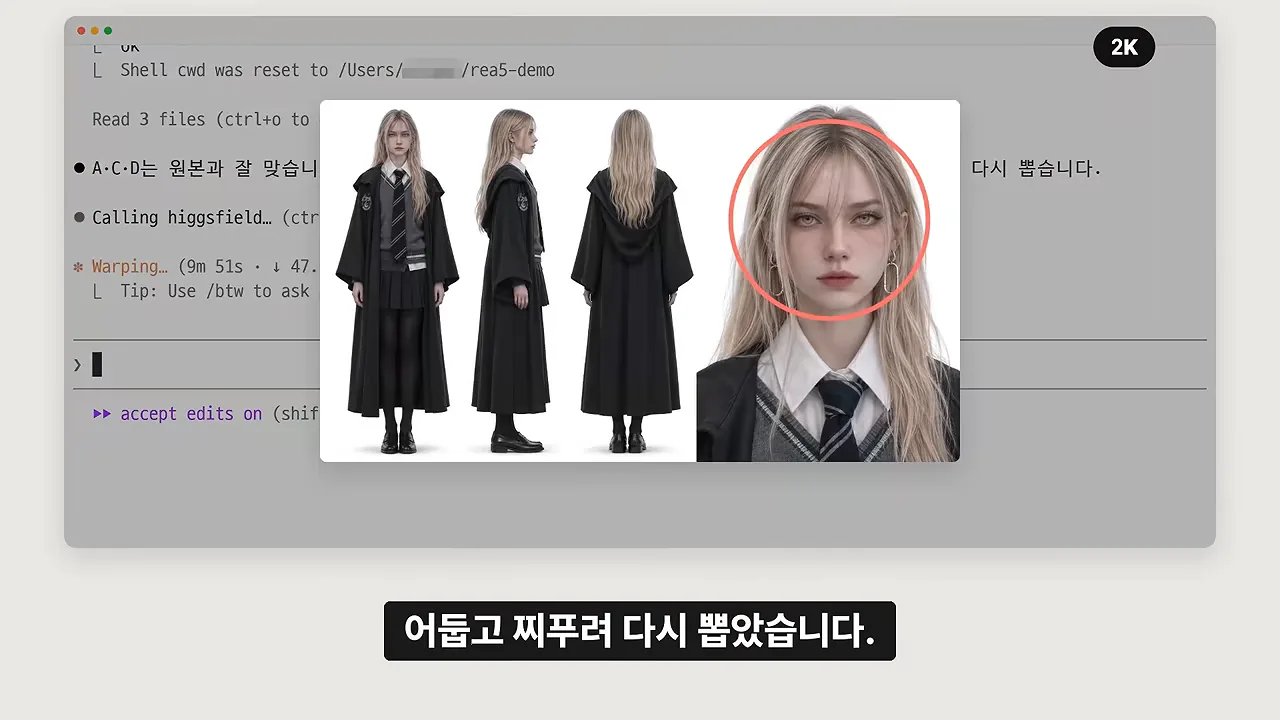 OK
2K
└ Shell cwd was reset to /Users/ /rea5-demo
Read 3 files (ctrl+o to
● A·C·D는 원본과 잘 맞습니 다시 뽑습니다.
● Calling higgsfield… (ctr
✻ Warping… (9m 51s · ↓ 47.
└ Tip: Use /btw to ask
❯
▸▸ accept edits on (shif
어둡고 찌푸려 다시 뽑았습니다.